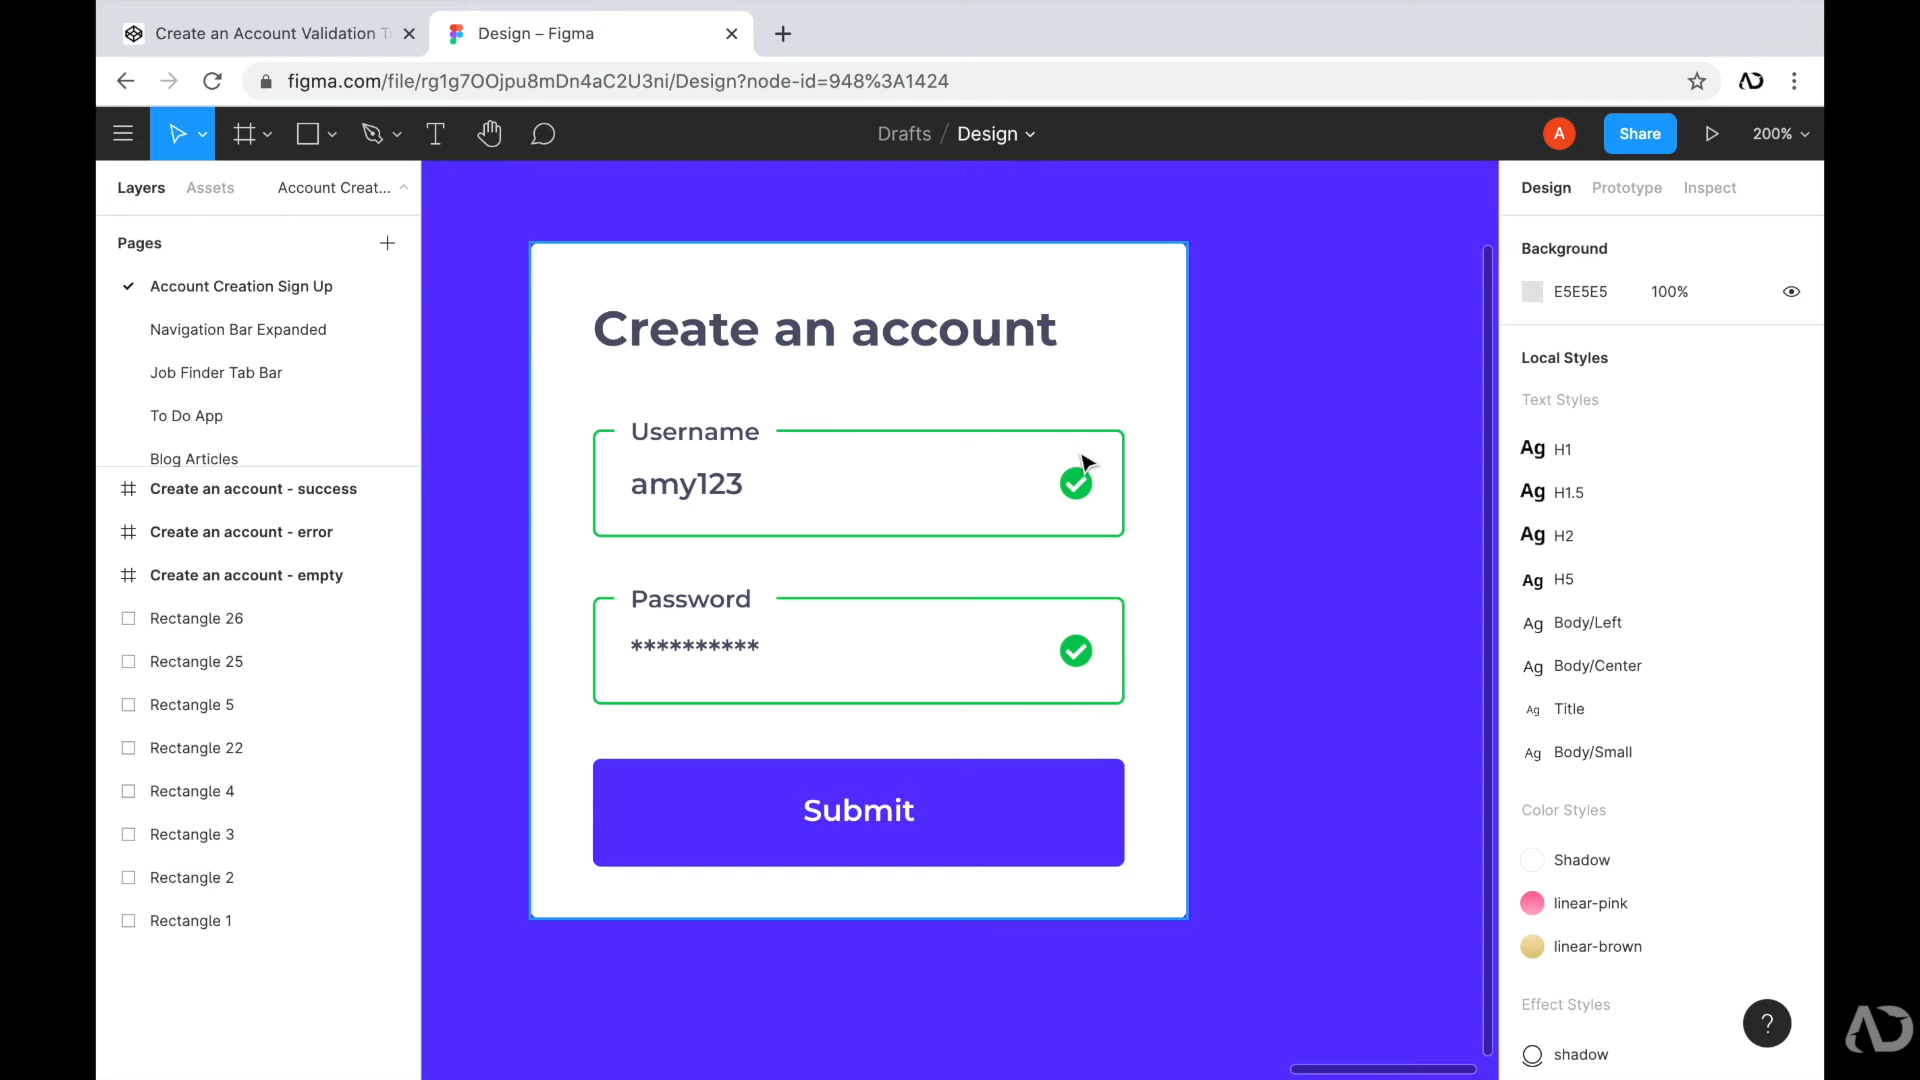 Create an Account Validation T
Design – Figma
figma.com/file/rg1g7OOjpu8mDn4aC2U3ni/Design?node-id=948%3A1424
Drafts / Design
A
Share
200%
Layers
Assets
Account Creat...
Pages
Account Creation Sign Up
Navigation Bar Expanded
Job Finder Tab Bar
To Do App
Blog Articles
Create an account - success
Create an account - error
Create an account - empty
Rectangle 26
Rectangle 25
Rectangle 5
Rectangle 22
Rectangle 4
Rectangle 3
Rectangle 2
Rectangle 1
Create an account
Username
amy123
Password
**********
Submit
Design
Prototype
Inspect
Background
E5E5E5 100%
Local Styles
Text Styles
Ag H1
Ag H1.5
Ag H2
Ag H5
Ag Body/Left
Ag Body/Center
Ag Title
Ag Body/Small
Color Styles
Shadow
linear-pink
linear-brown
Effect Styles
shadow
?